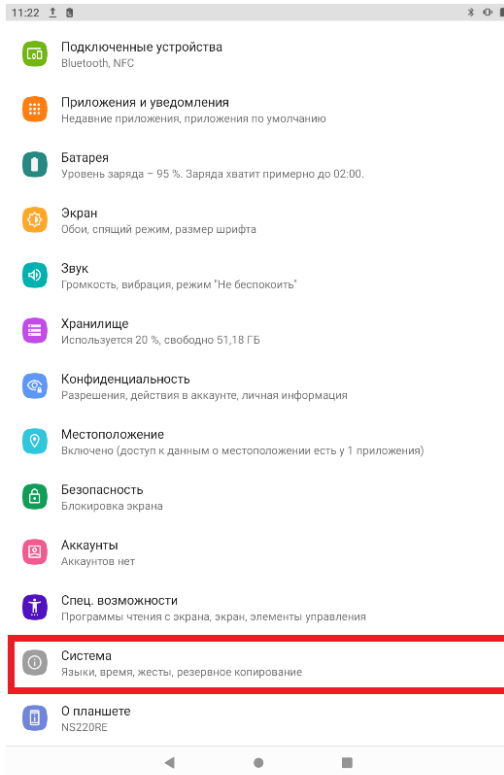 11:22
Подключенные устройства
Bluetooth, NFC
Приложения и уведомления
Недавние приложения, приложения по умолчанию
Батарея
Уровень заряда – 95 %. Заряда хватит примерно до 02:00.
Экран
Обои, спящий режим, размер шрифта
Звук
Громкость, вибрация, режим "Не беспокоить"
Хранилище
Используется 20 %, свободно 51,18 ГБ
Конфиденциальность
Разрешения, действия в аккаунте, личная информация
Местоположение
Включено (доступ к данным о местоположении есть у 1 приложения)
Безопасность
Блокировка экрана
Аккаунты
Аккаунтов нет
Спец. возможности
Программы чтения с экрана, экран, элементы управления
Система
Языки, время, жесты, резервное копирование
О планшете
NS220RE